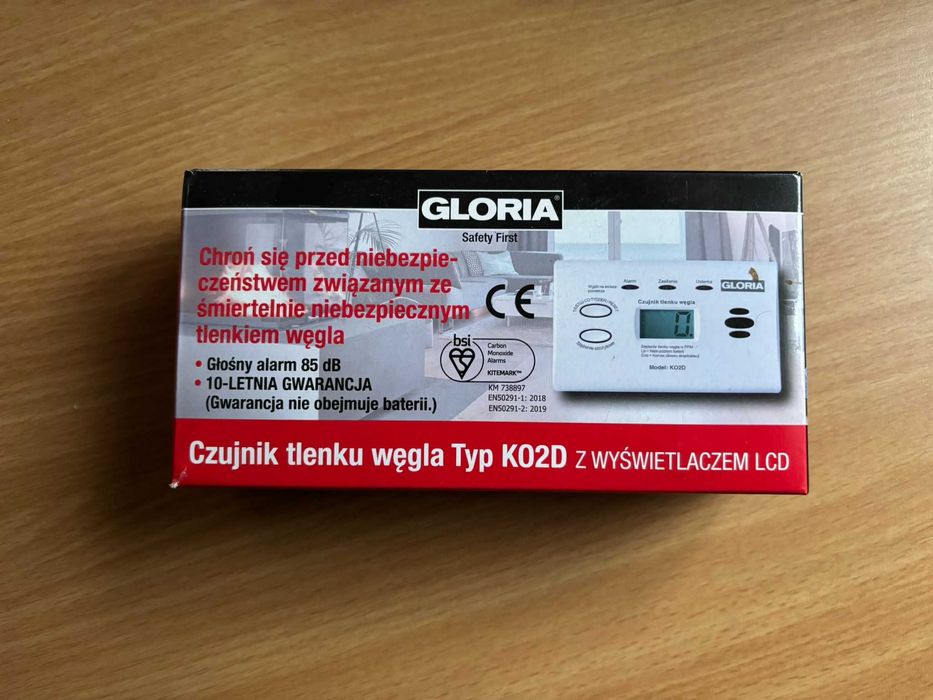 GLORIA®
Safety First
Chroń się przed niebezpie-
czeństwem związanym ze
śmiertelnie niebezpiecznym
tlenkiem węgla
• Głośny alarm 85 dB
• 10-LETNIA GWARANCJA
(Gwarancja nie obejmuje baterii.)
CE
bsi
Carbon
Monoxide
Alarms
KITEMARK™
KM 738897
EN50291-1: 2018
EN50291-2: 2019
Alarm
Zasilanie
Usterka
GLORIA
Czujnik tlenku węgla
0
Model: KO2D
Czujnik tlenku węgla Typ KO2D Z WYŚWIETLACZEM LCD